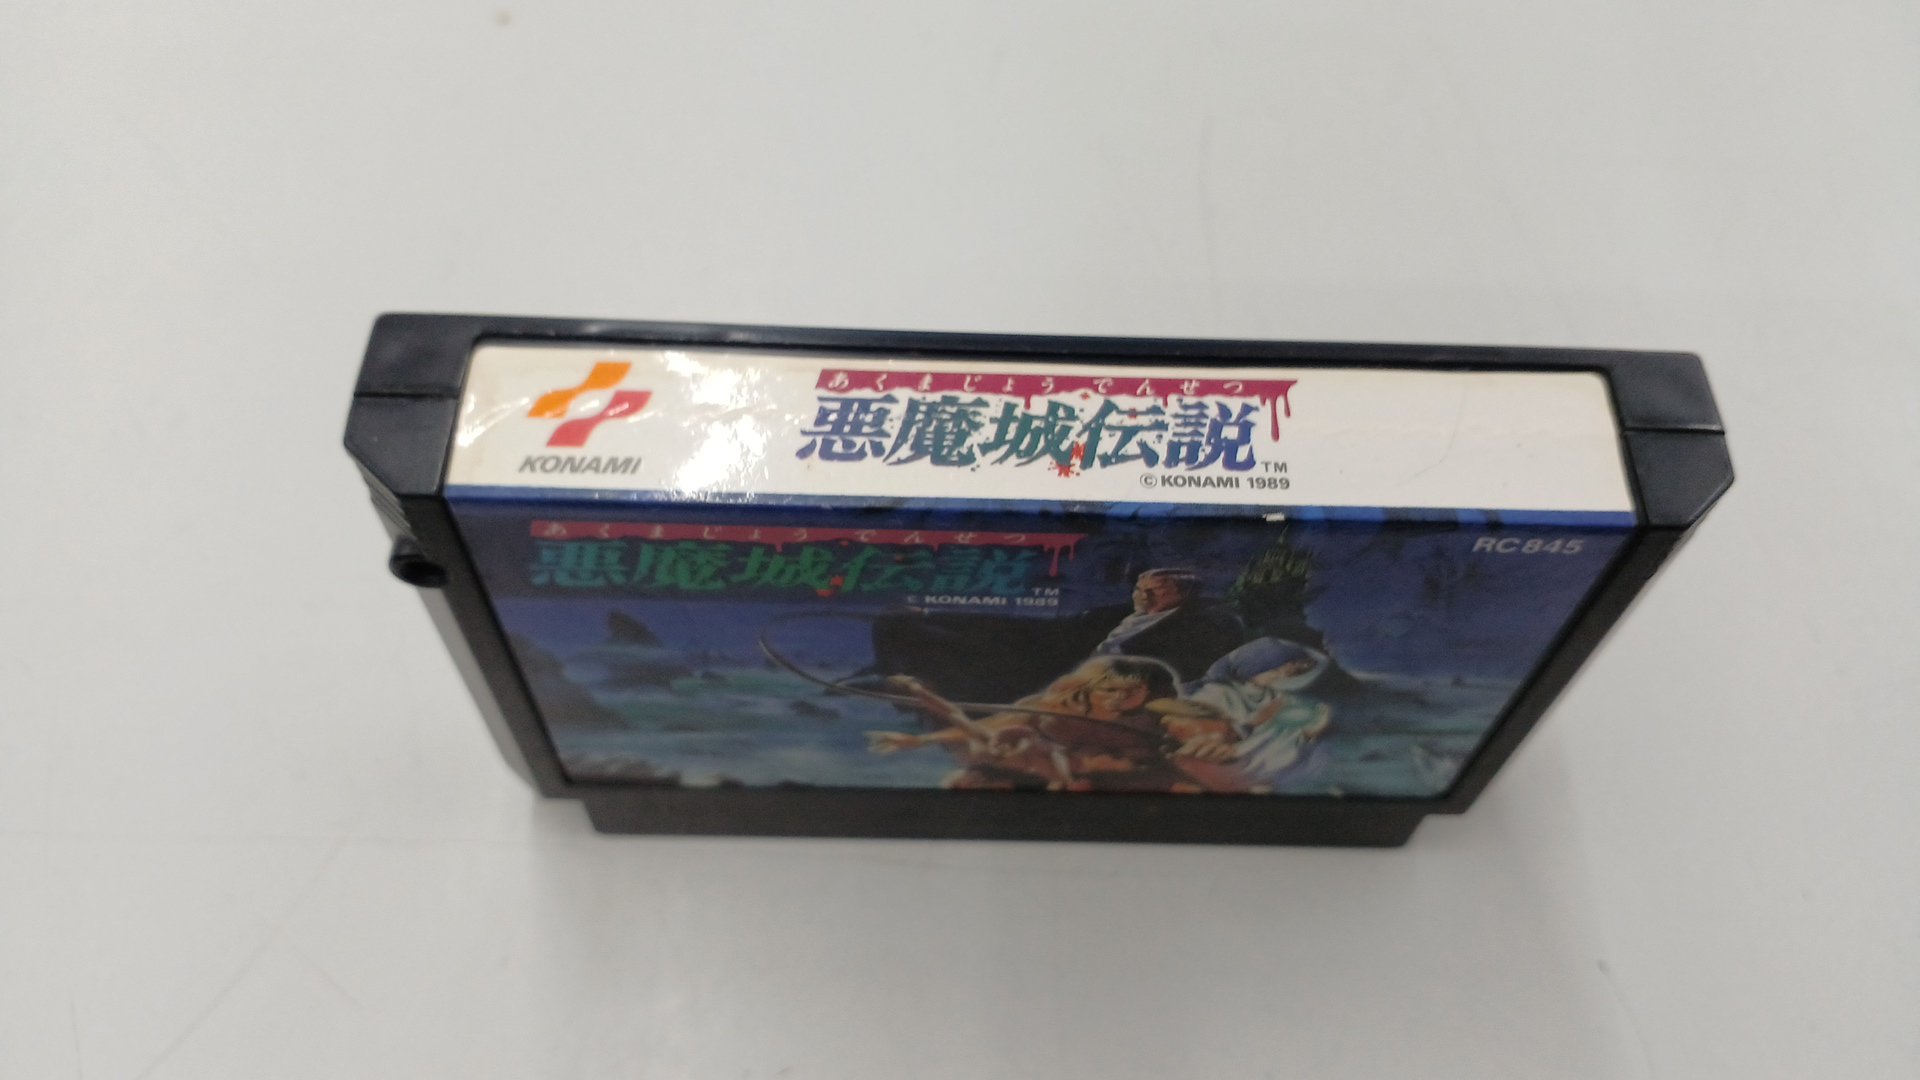 KONAMI
あくまじょうでんせつ
悪魔城伝説
TM
©KONAMI 1989
RC845
あくまじょうでんせつ
悪魔城伝説
TM
© KONAMI 1989